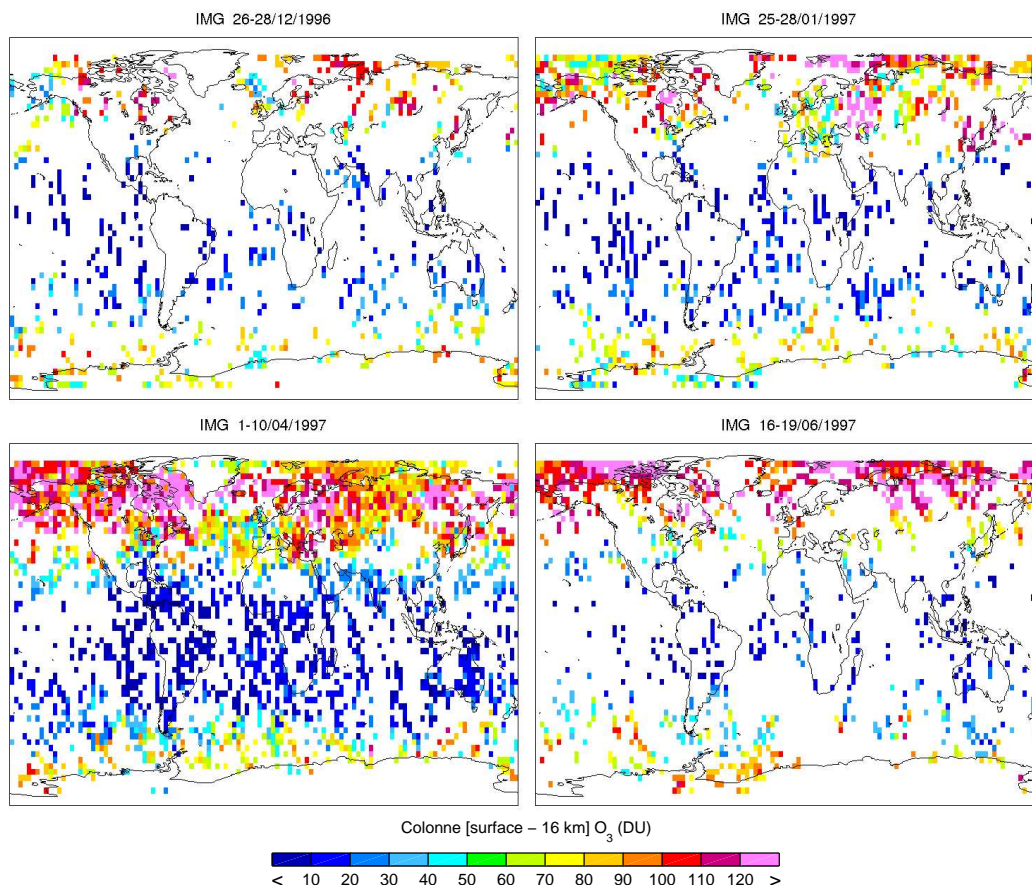 IMG 26-28/12/1996
IMG 25-28/01/1997
IMG 1-10/04/1997
IMG 16-19/06/1997
Colonne [surface – 16 km] O3 (DU)
< 10 20 30 40 50 60 70 80 90 100 110 120 >